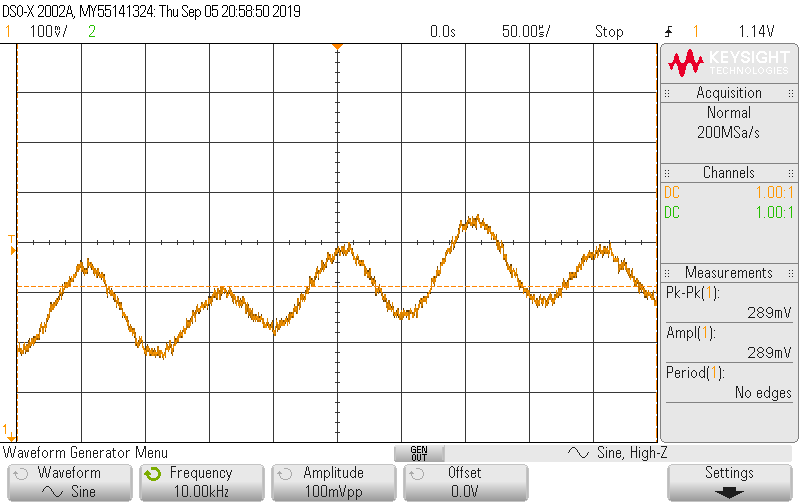 DSO-X 2002A, MY55141324: Thu Sep 05 20:58:50 2019
1 100mV/ 2 0.0s 50.00µs/ Stop 1 1.14V
KEYSIGHT
TECHNOLOGIES
Acquisition
Normal
200MSa/s
Channels
DC 1.00:1
DC 1.00:1
Measurements
Pk-Pk(1):
289mV
Ampl(1):
289mV
Period(1):
No edges
T
1
Waveform Generator Menu
GEN
OUT
Sine, High-Z
Waveform
Sine
Frequency
10.00kHz
Amplitude
100mVpp
Offset
0.0V
Settings